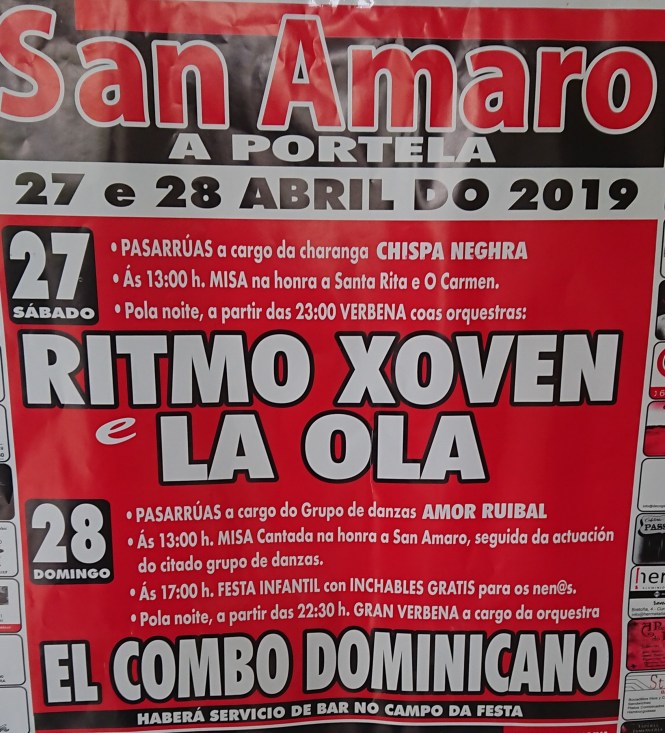 San Amaro
A PORTELA
27 e 28 ABRIL DO 2019
27
SÁBADO
• PASARRÚAS a cargo da charanga CHISPA NEGHRA
• Ás 13:00 h. MISA na honra a Santa Rita e O Carmen.
• Pola noite, a partir das 23:00 VERBENA coas orquestras:
RITMO XOVEN
e LA OLA
28
DOMINGO
• PASARRÚAS a cargo do Grupo de danzas AMOR RUIBAL
• Ás 13:00 h. MISA Cantada na honra a San Amaro, seguida da actuación
do citado grupo de danzas.
• Ás 17:00 h. FESTA INFANTIL con INCHABLES GRATIS para os nen@s.
• Pola noite, a partir das 22:30 h. GRAN VERBENA a cargo da orquestra
EL COMBO DOMINICANO
HABERÁ SERVICIO DE BAR NO CAMPO DA FESTA